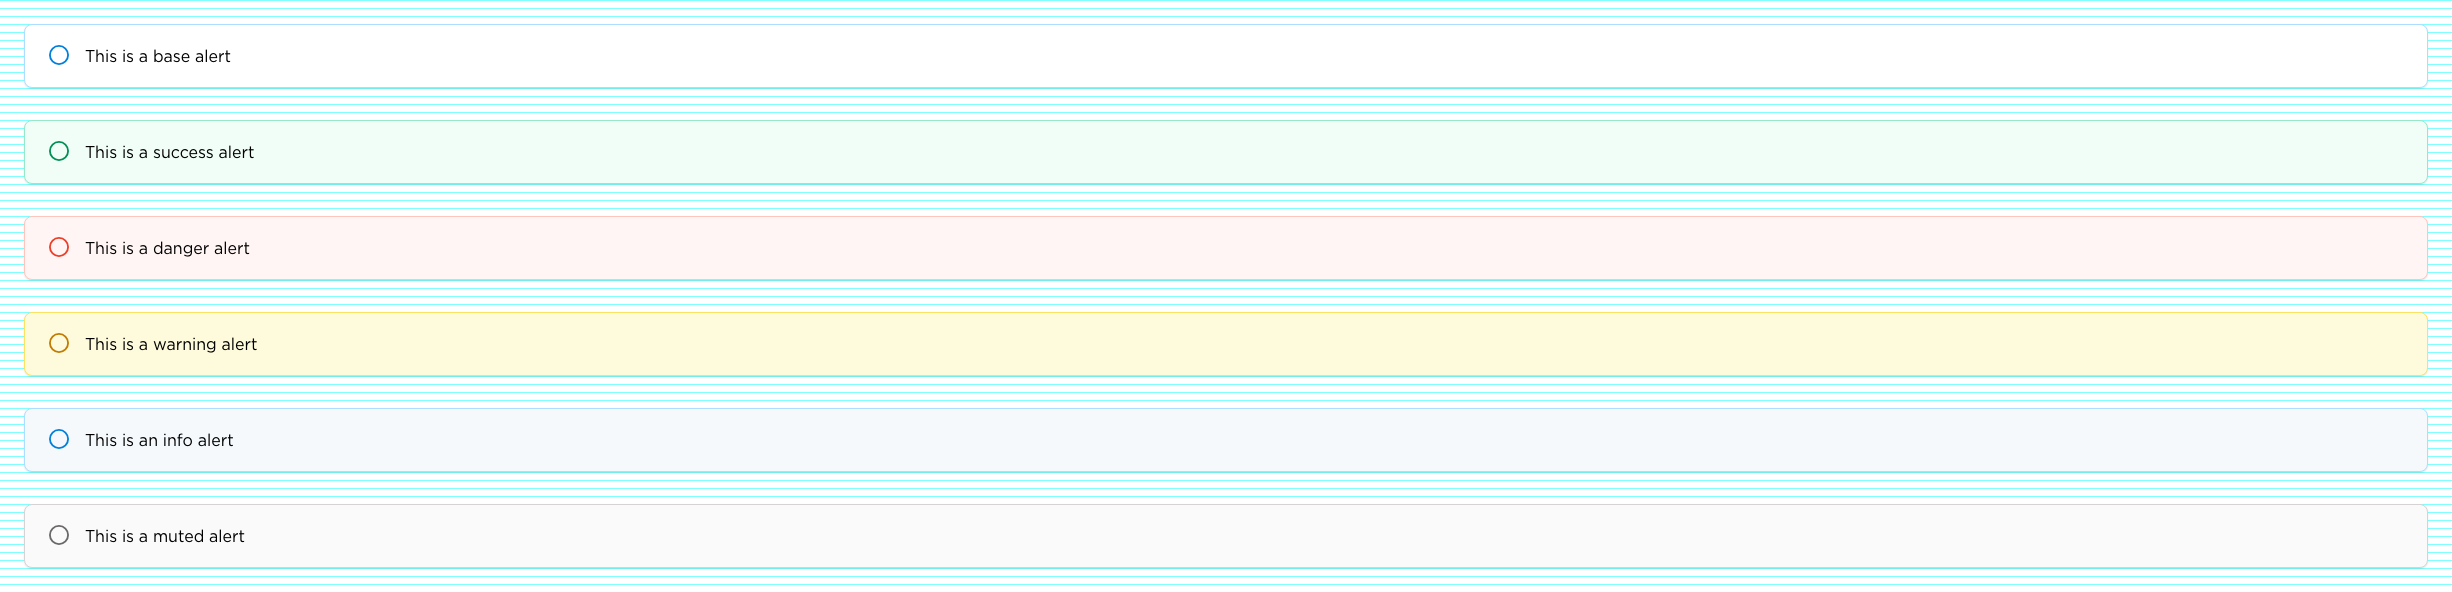 This is a base alert
This is a success alert
This is a danger alert
This is a warning alert
This is an info alert
This is a muted alert